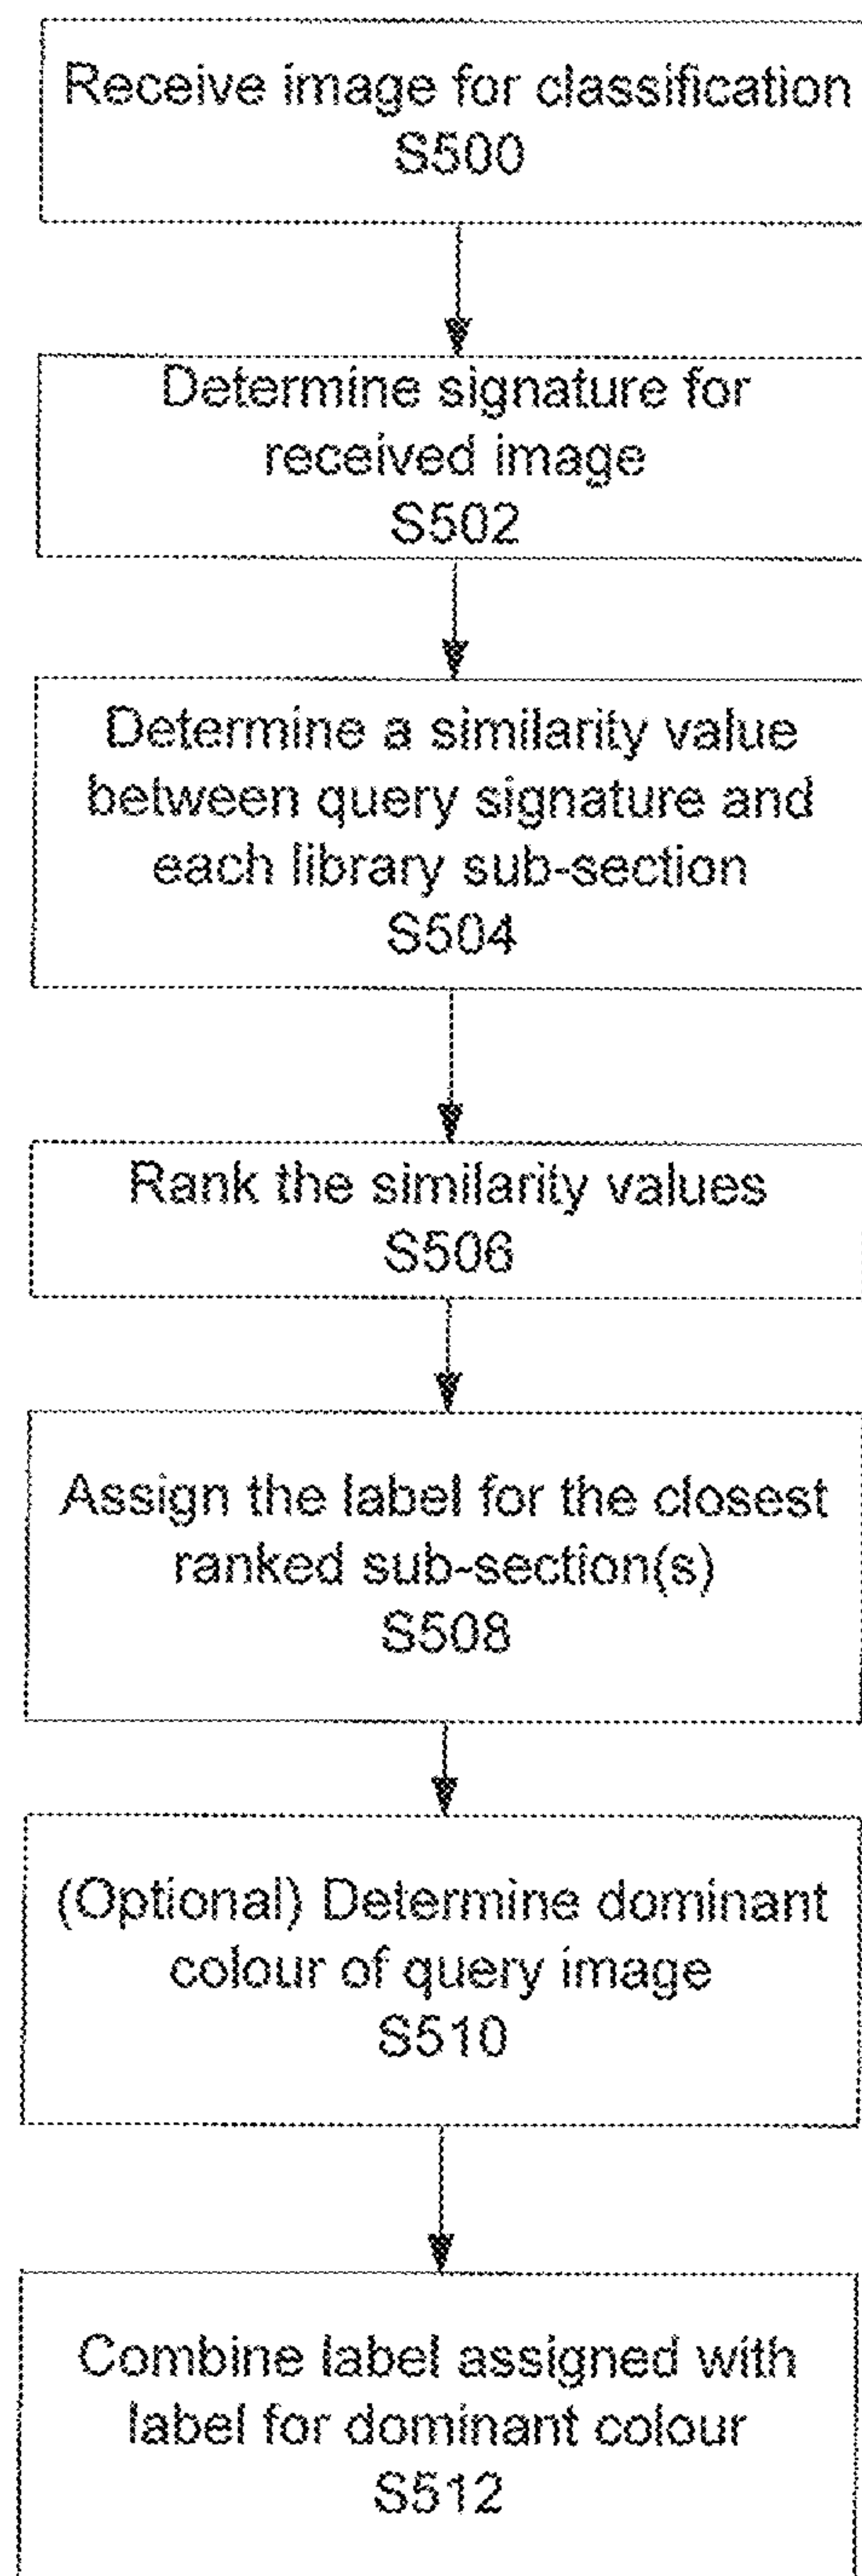 Receive image for classification
S500
Determine signature for
received image
S502
Determine a similarity value
between query signature and
each library sub-section
S504
Rank the similarity values
S506
Assign the label for the closest
ranked sub-section(s)
S508
(Optional) Determine dominant
colour of query image
S510
Combine label assigned with
label for dominant colour
S512